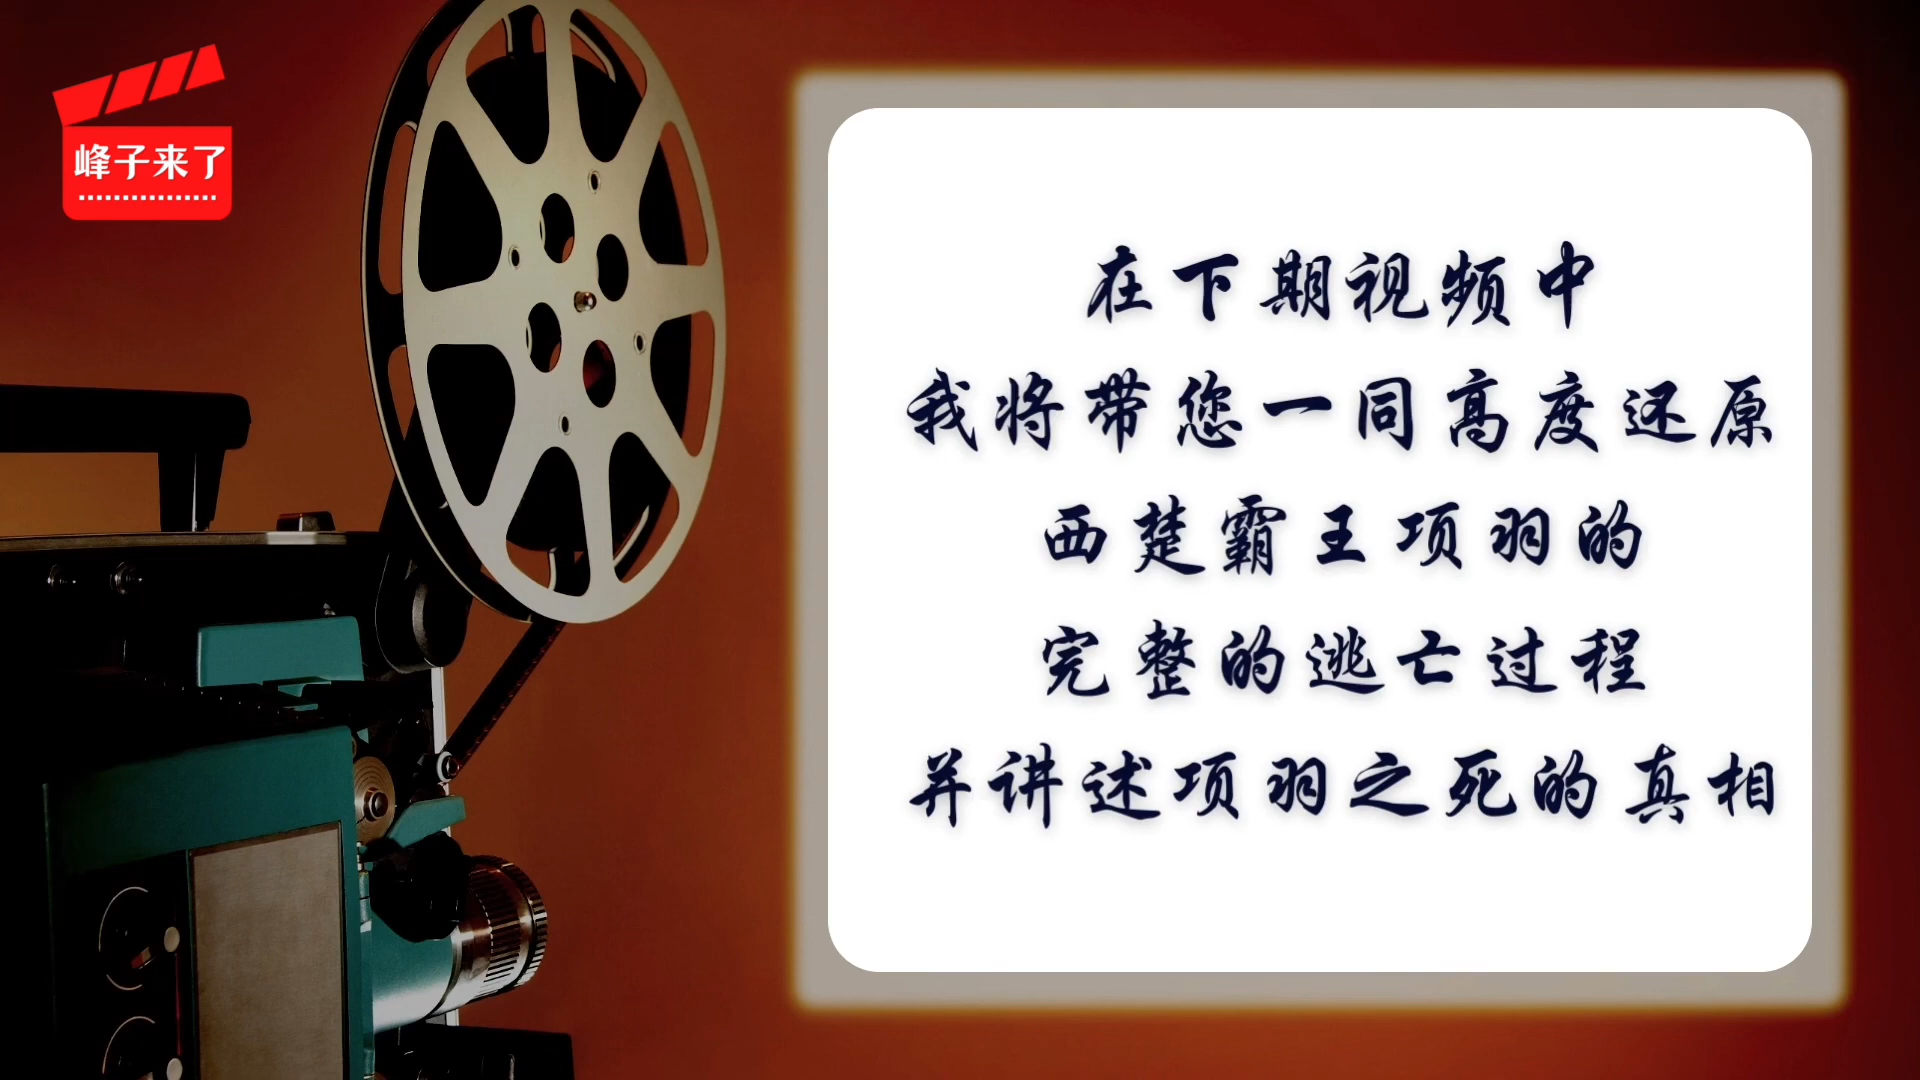 峰子来了
在下期视频中
我将带您一同高度还原
西楚霸王项羽的
完整的逃亡过程
并讲述项羽之死的真相